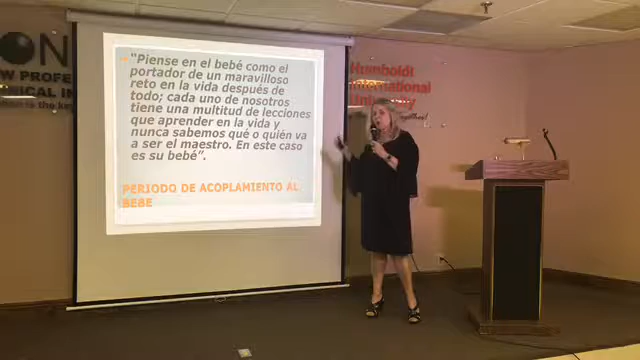 "Piense en el bebé como el
portador de un maravilloso
reto en la vida después de
todo; cada uno de nosotros
tiene una multitud de lecciones
que aprender en la vida y
nunca sabemos qué o quién va
a ser el maestro. En este caso
es su bebé”.
PERIODO DE ACOPLAMIENTO AL
BEBE
Humboldt
International
University